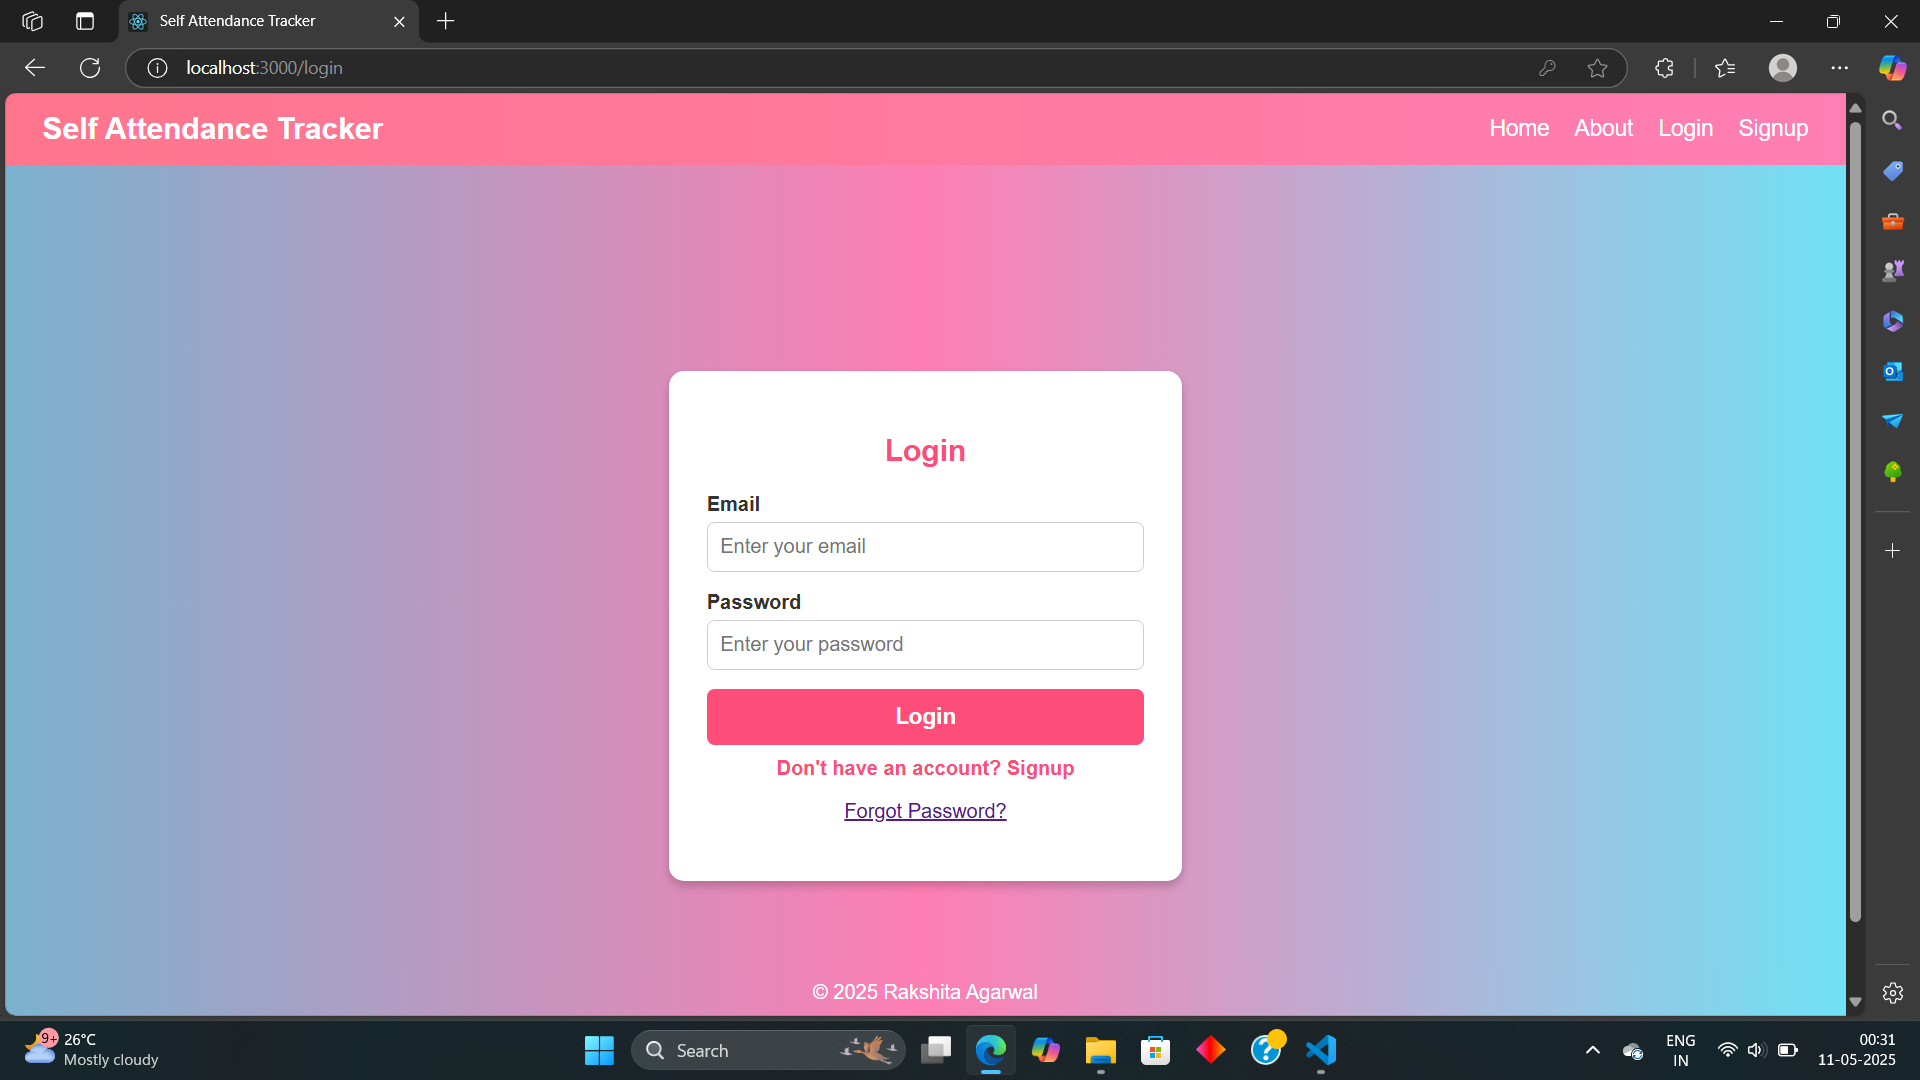 Self Attendance Tracker
localhost:3000/login
Self Attendance Tracker
Home About Login Signup
Login
Email
Enter your email
Password
Enter your password
Login
Don't have an account? Signup
Forgot Password?
© 2025 Rakshita Agarwal
9+
26°C
Mostly cloudy
Search
ENG
IN
00:31
11-05-2025